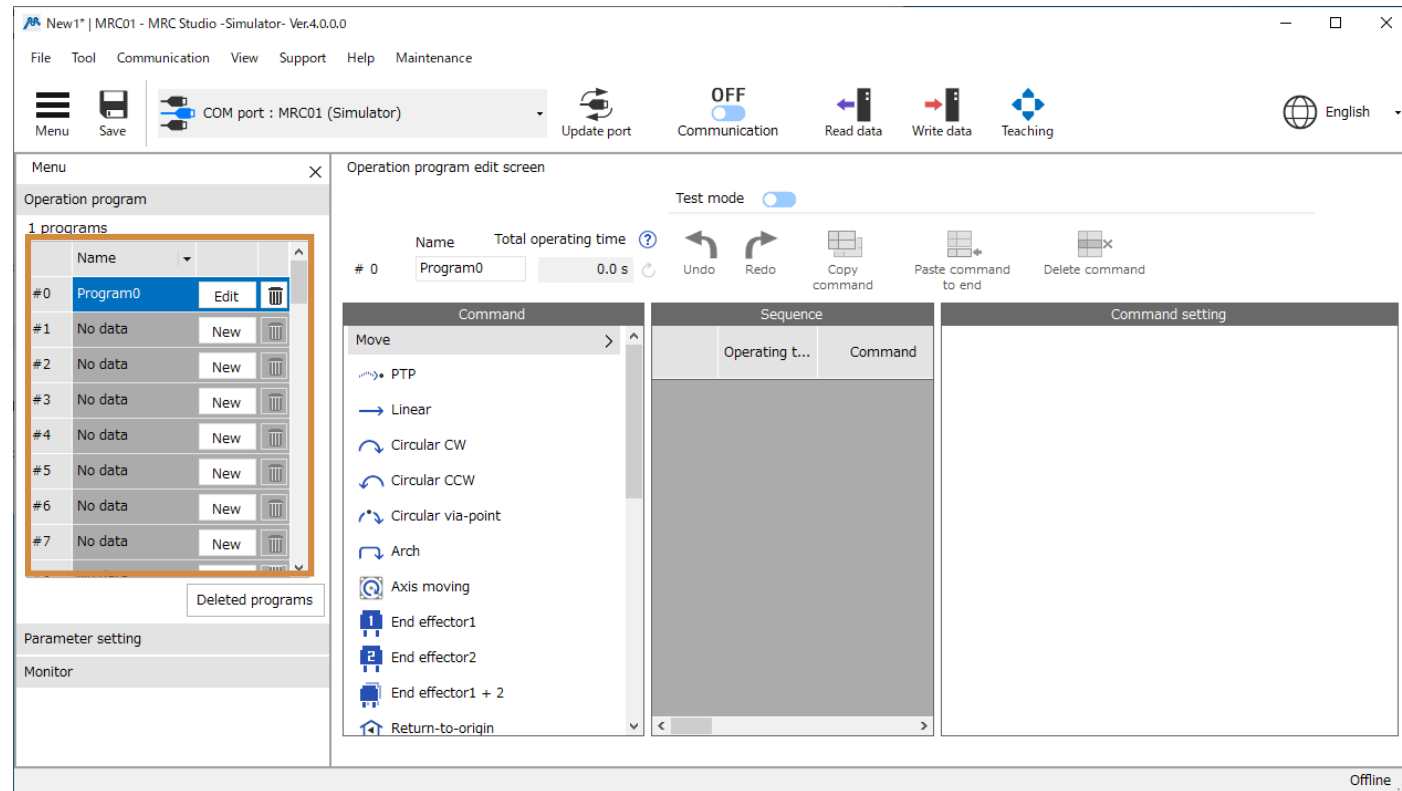 New1* | MRC01 - MRC Studio -Simulator- Ver.4.0.0.0
File Tool Communication View Support Help Maintenance
Menu
Save
COM port : MRC01 (Simulator)
Update port
OFF
Communication
Read data
Write data
Teaching
English
Menu
Operation program
1 programs
Name
#0 Program0 Edit
#1 No data New
#2 No data New
#3 No data New
#4 No data New
#5 No data New
#6 No data New
#7 No data New
Deleted programs
Parameter setting
Monitor
Operation program edit screen
Test mode
Name Total operating time ?
# 0 Program0 0.0 s
Undo
Redo
Copy
command
Paste command
to end
Delete command
Command
Move
PTP
Linear
Circular CW
Circular CCW
Circular via-point
Arch
Axis moving
1 End effector1
2 End effector2
End effector1 + 2
Return-to-origin
Sequence
Operating t... Command
Command setting
Offline